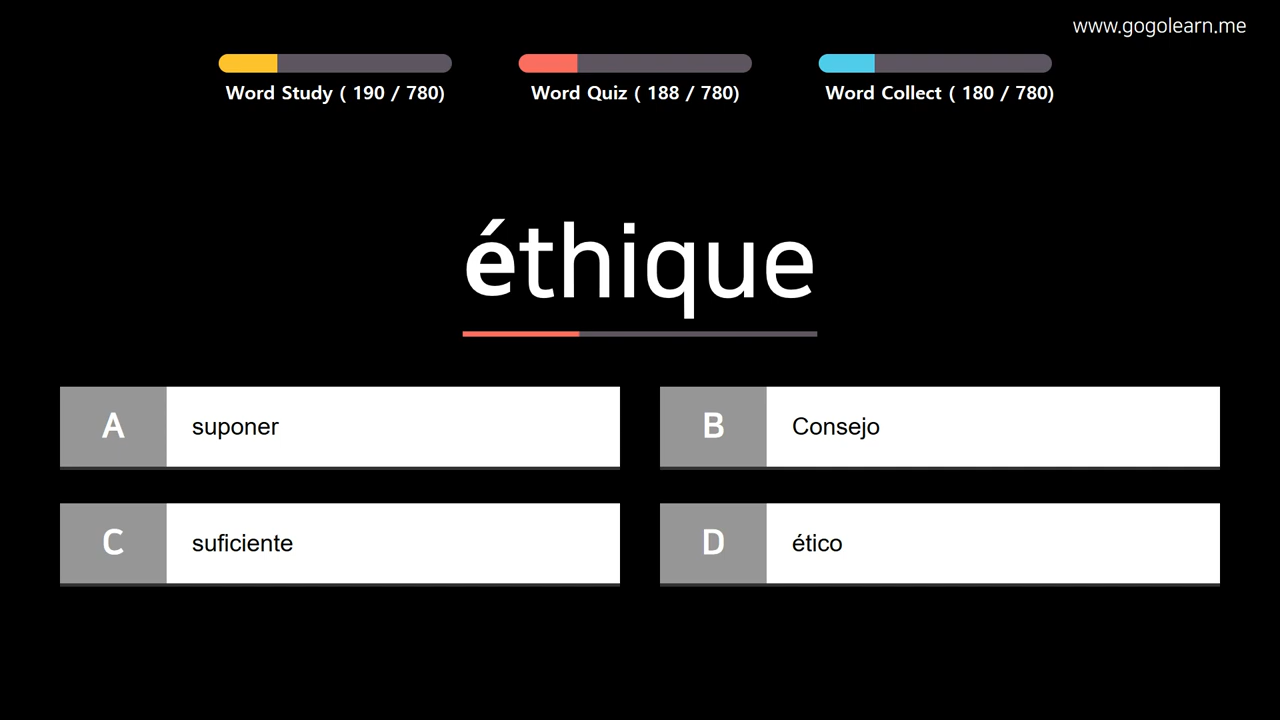 www.gogolearn.me
Word Study ( 190 / 780)
Word Quiz ( 188 / 780)
Word Collect ( 180 / 780)
éthique
A suponer
B Consejo
C suficiente
D ético